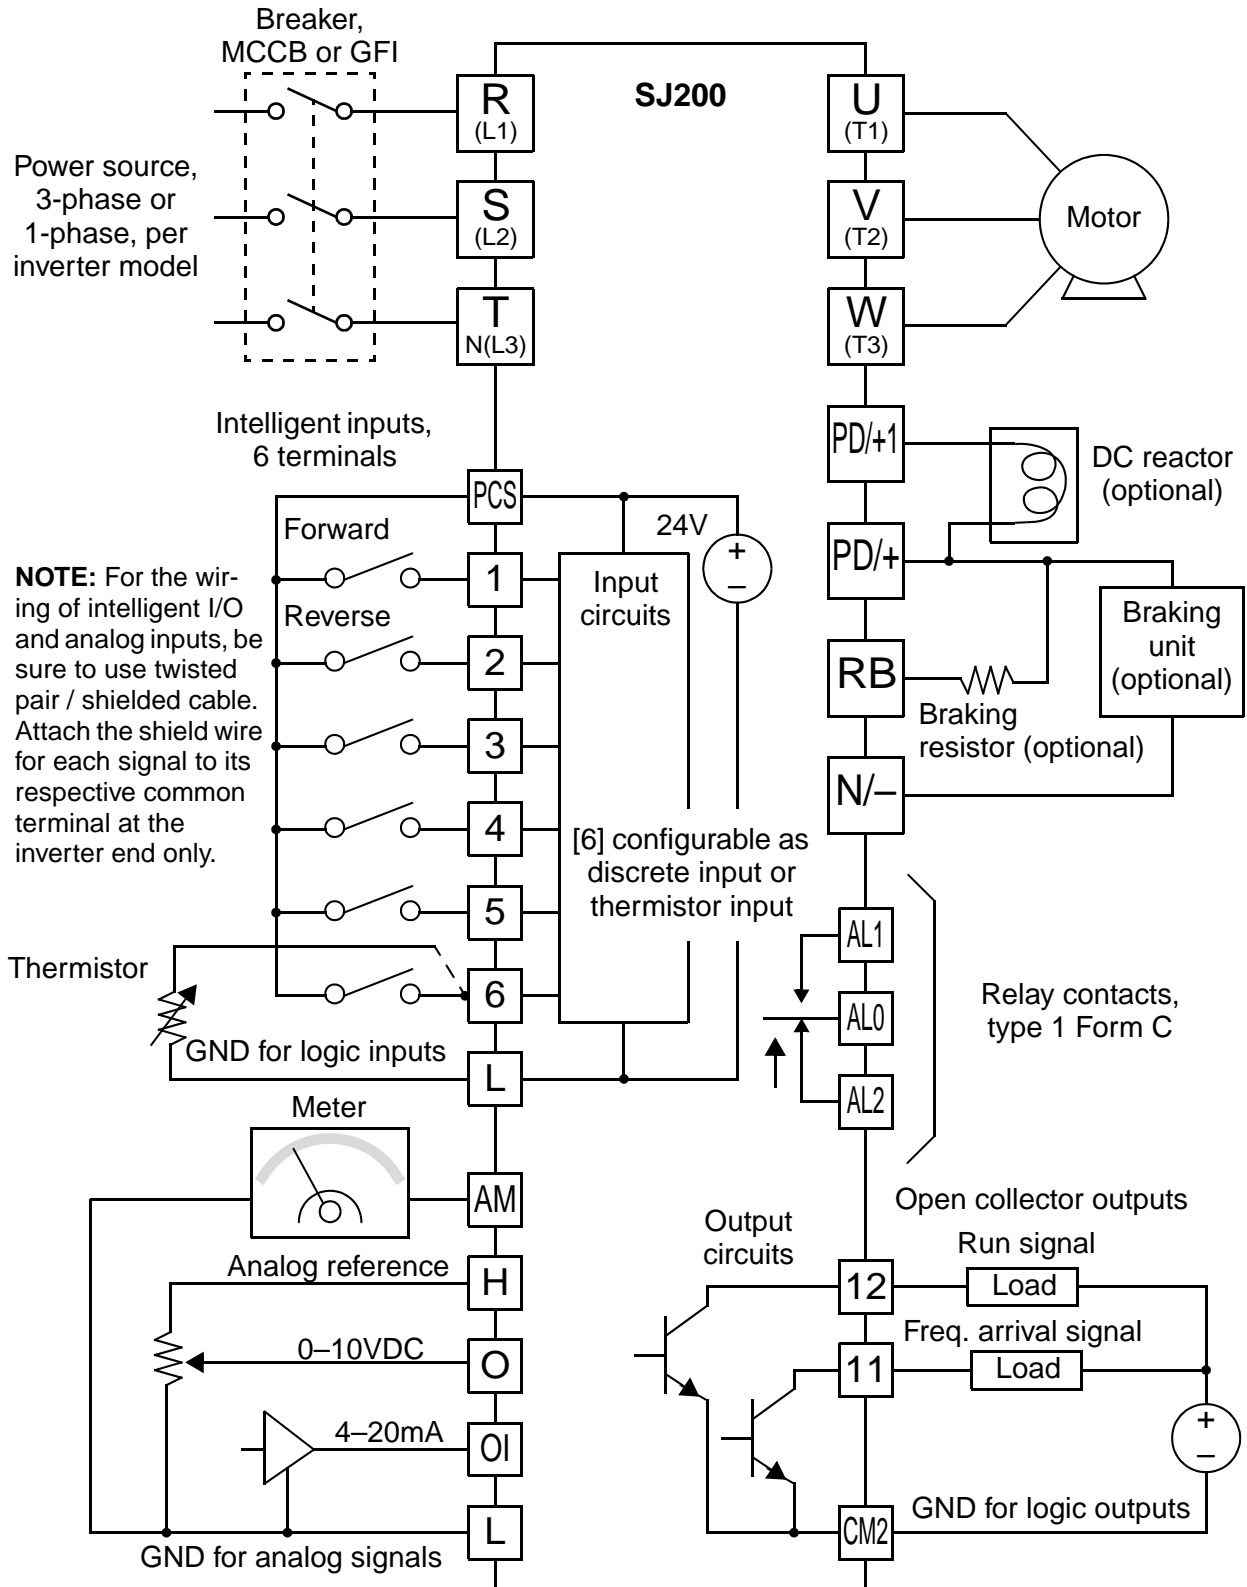 Breaker,
MCCB or GFI
SJ200
R
(L1)
U
(T1)
Power source,
3-phase or
1-phase, per
inverter model
S
(L2)
V
(T2)
Motor
T
N(L3)
W
(T3)
Intelligent inputs,
6 terminals
PD/+1
DC reactor
(optional)
PCS
24V
+
–
Forward
PD/+
NOTE: For the wir-
ing of intelligent I/O
and analog inputs, be
sure to use twisted
pair / shielded cable.
Attach the shield wire
for each signal to its
respective common
terminal at the
inverter end only.
1
Input
circuits
Braking
unit
(optional)
Reverse
2
RB
Braking
resistor (optional)
3
N/–
4
[6] configurable as
discrete input or
thermistor input
5
AL1
Thermistor
6
AL0
Relay contacts,
type 1 Form C
GND for logic inputs
L
AL2
Meter
AM
Open collector outputs
Output
circuits
Run signal
Analog reference
H
12
Load
Freq. arrival signal
0–10VDC
O
11
Load
+
–
4–20mA
OI
L
CM2
GND for logic outputs
GND for analog signals